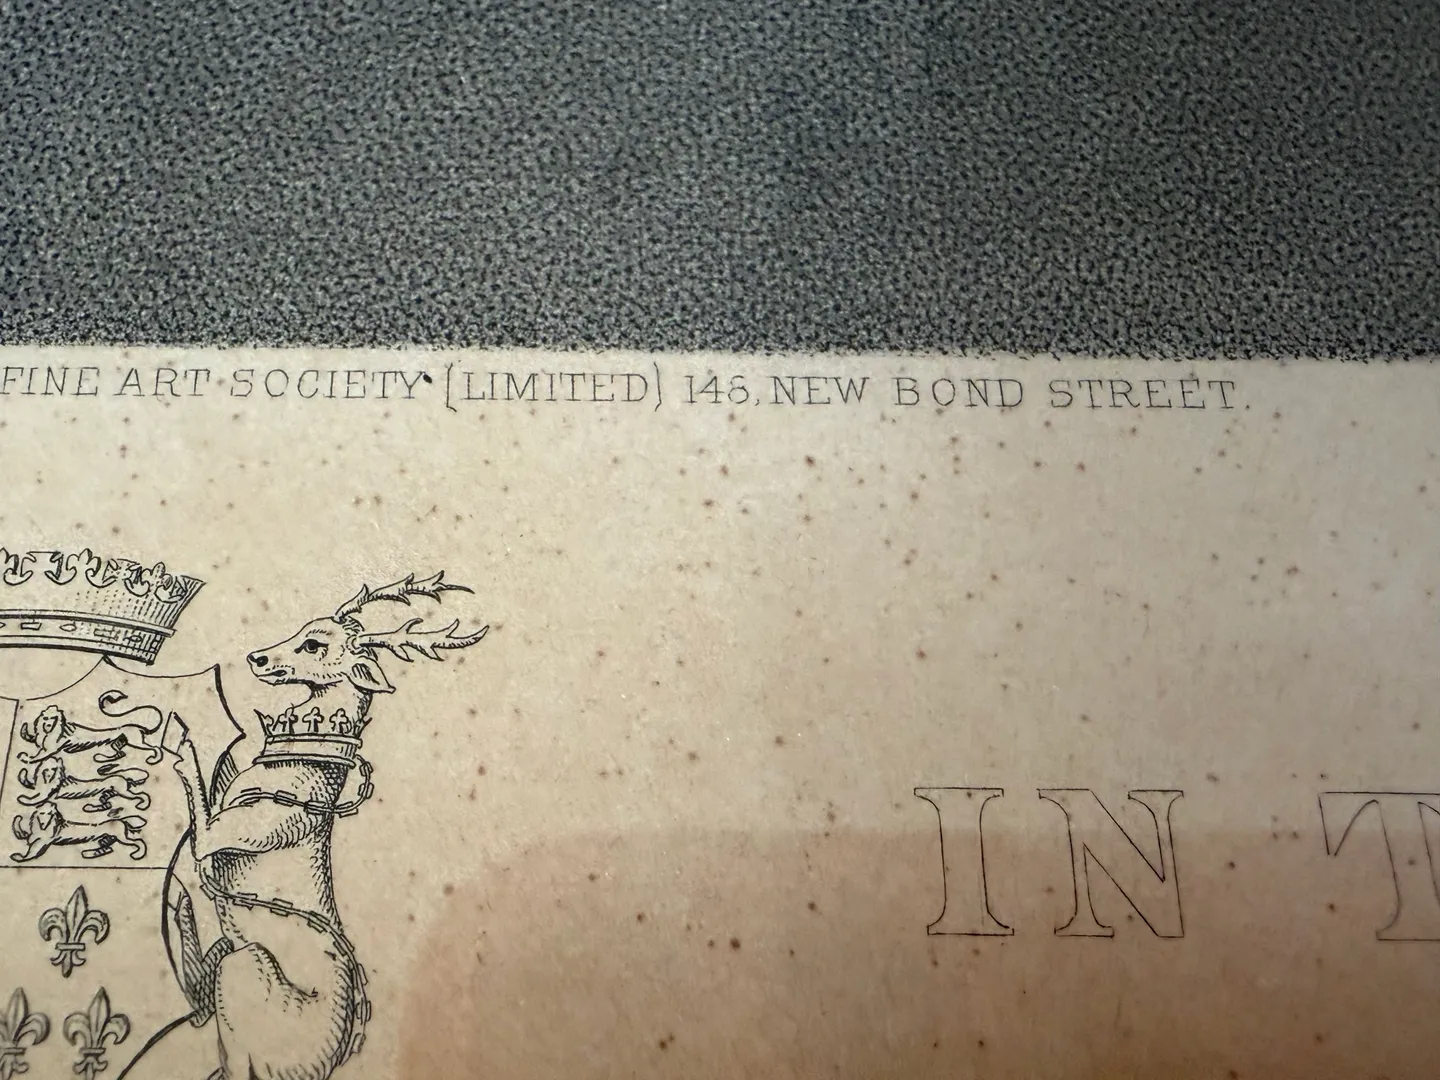 FINE ART SOCIETY (LIMITED) 148, NEW BOND STREET.
IN T